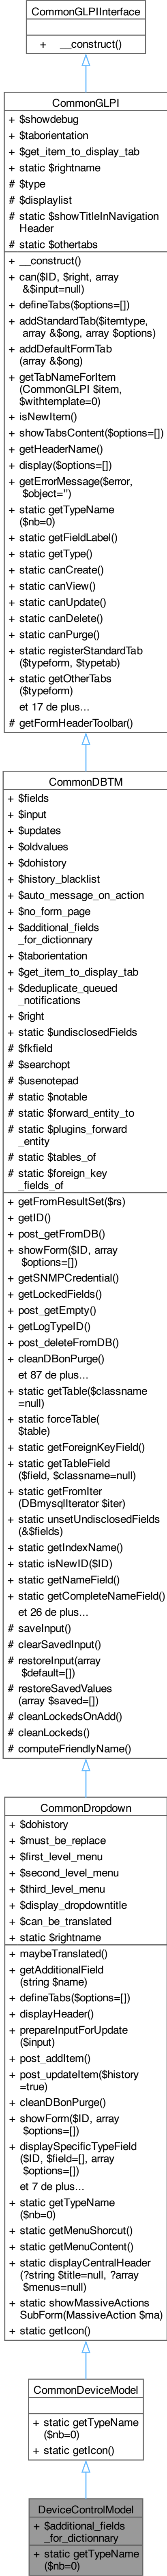 CommonGLPIInterface
+ __construct()
CommonGLPI
+ $showdebug
+ $taborientation
+ $get_item_to_display_tab
+ static $rightname
# $type
# $displaylist
# static $showTitleInNavigation
Header
# static $othertabs
+ __construct()
+ can($ID, $right, array
&$input=null)
+ defineTabs($options=[])
+ addStandardTab($itemtype,
array &$ong, array $options)
+ addDefaultFormTab
(array &$ong)
+ getTabNameForItem
(CommonGLPI $item,
$withtemplate=0)
+ isNewItem()
+ showTabsContent($options=[])
+ getHeaderName()
+ display($options=[])
+ getErrorMessage($error,
$object='')
+ static getTypeName
($nb=0)
+ static getFieldLabel()
+ static getType()
+ static canCreate()
+ static canView()
+ static canUpdate()
+ static canDelete()
+ static canPurge()
+ static registerStandardTab
($typeform, $typetab)
+ static getOtherTabs
($typeform)
et 17 de plus...
# getFormHeaderToolbar()
CommonDBTM
+ $fields
+ $input
+ $updates
+ $oldvalues
+ $dohistory
+ $history_blacklist
+ $auto_message_on_action
+ $no_form_page
+ $additional_fields
_for_dictionnary
+ $taborientation
+ $get_item_to_display_tab
+ $deduplicate_queued
_notifications
+ $right
+ static $undisclosedFields
# $fkfield
# $searchopt
# $usenotepad
# static $notable
# static $forward_entity_to
# static $plugins_forward
_entity
# static $tables_of
# static $foreign_key
_fields_of
+ getFromResultSet($rs)
+ getID()
+ post_getFromDB()
+ showForm($ID, array
$options=[])
+ getSNMPCredential()
+ getLockedFields()
+ post_getEmpty()
+ getLogTypeID()
+ post_deleteFromDB()
+ cleanDBonPurge()
et 87 de plus...
+ static getTable($classname
=null)
+ static forceTable(
$table)
+ static getForeignKeyField()
+ static getTableField
($field, $classname=null)
+ static getFromIter
(DBmysqlIterator $iter)
+ static unsetUndisclosedFields
(&$fields)
+ static getIndexName()
+ static isNewID($ID)
+ static getNameField()
+ static getCompleteNameField()
et 26 de plus...
# saveInput()
# clearSavedInput()
# restoreInput(array
$default=[])
# restoreSavedValues
(array $saved=[])
# cleanLockedsOnAdd()
# cleanLockeds()
# computeFriendlyName()
CommonDropdown
+ $dohistory
+ $must_be_replace
+ $first_level_menu
+ $second_level_menu
+ $third_level_menu
+ $display_dropdowntitle
+ $can_be_translated
+ static $rightname
+ maybeTranslated()
+ getAdditionalField
(string $name)
+ defineTabs($options=[])
+ displayHeader()
+ prepareInputForUpdate
($input)
+ post_addItem()
+ post_updateItem($history
=true)
+ cleanDBonPurge()
+ showForm($ID, array
$options=[])
+ displaySpecificTypeField
($ID, $field=[], array
$options=[])
et 7 de plus...
+ static getTypeName
($nb=0)
+ static getMenuShorcut()
+ static getMenuContent()
+ static displayCentralHeader
(?string $title=null, ?array
$menus=null)
+ static showMassiveActions
SubForm(MassiveAction $ma)
+ static getIcon()
CommonDeviceModel
+ static getTypeName
($nb=0)
+ static getIcon()
DeviceControlModel
+ $additional_fields
_for_dictionnary
+ static getTypeName
($nb=0)